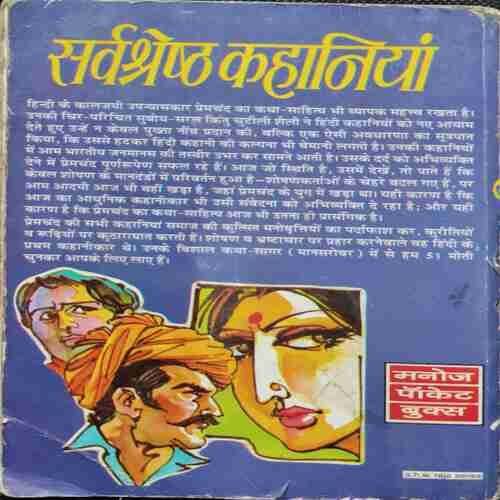 सर्वश्रेष्ठ कहानियां
हिन्दी के कालजयी उपन्यासकार प्रेमचंद का कथा-साहित्य भी व्यापक महत्त्व रखता है।
उनकी चिर-परिचित सुबोध-सरल किंतु चुटीली शैली ने हिंदी कहानियों को नए आयाम
देते हुए उन्हें न केवल पुख्ता नींव प्रदान की, बल्कि एक ऐसी अवधारणा का सूत्रपात
किया, कि उससे हटकर हिंदी कहानी की कल्पना भी बेमानी लगती है। उनकी कहानियों
में आम भारतीय जनमानस की तस्वीर उभर कर सामने आती है। उसके दर्द को अभिव्यक्ति
देने में प्रेमचंद पूर्णरूपेण सफल रहे हैं। आज जो स्थिति है, उसमें देखें, तो पाते हैं कि
केवल शोषण के मानदंडों में परिवर्तन हुआ है—शोषणकर्ताओं के चेहरे बदल गए हैं, पर
आम आदमी आज भी वहीं खड़ा है, जहां प्रेमचंद के युग में खड़ा था। यही कारण है कि
आज का आधुनिक कहानीकार भी उसी संवेदना को अभिव्यक्ति दे रहा है; और यही
कारण है कि प्रेमचंद का कथा-साहित्य आज भी उतना ही प्रासंगिक है।
प्रेमचंद की सभी कहानियां समाज की कुत्सित मनोवृत्तियों का पर्दाफाश कर, कुरीतियों
व रूढ़ियों पर कुठाराघात करती हैं। शोषण व भ्रष्टाचार पर प्रहार करनेवाले वह हिंदी के
प्रथम कहानीकार थे। उनके विशाल कथा-सागर (मानसरोवर) में से हम 51 मोती
चुनकर आपके लिए लाए हैं।
मनोज
पॉकेट
बुक्स